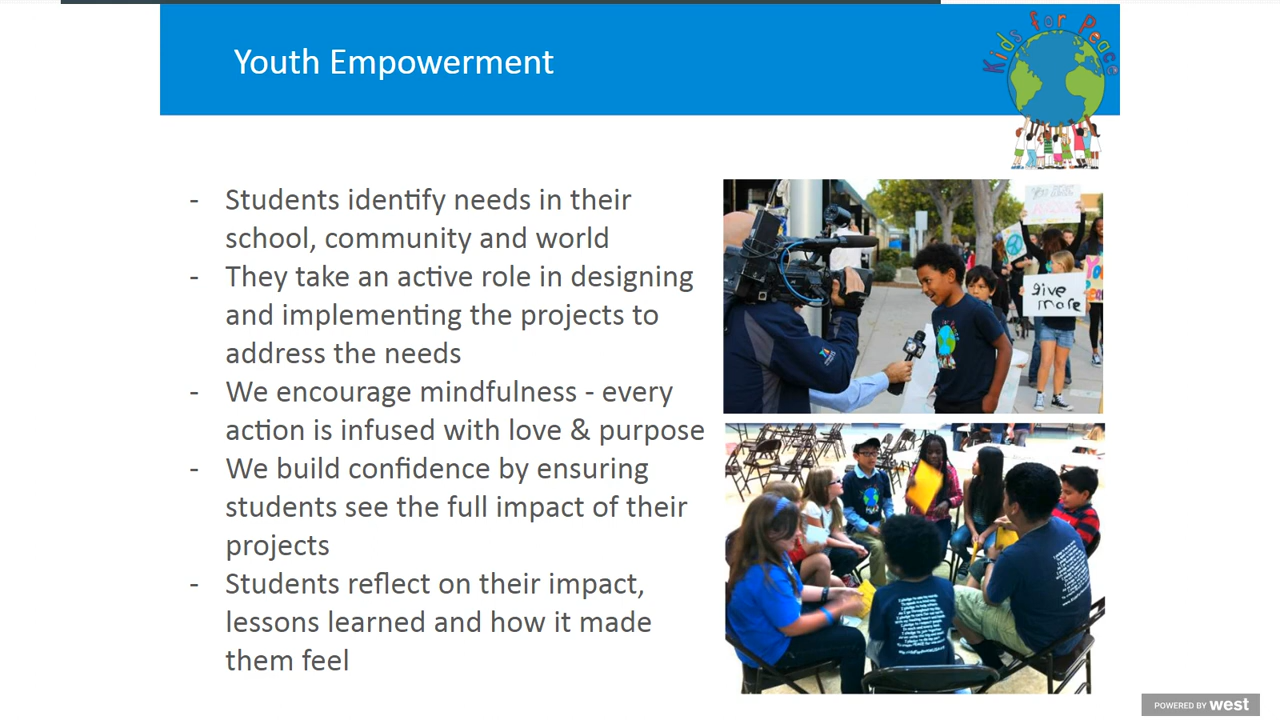 Youth Empowerment
Kids for Peace
- Students identify needs in their
school, community and world
- They take an active role in designing
and implementing the projects to
address the needs
- We encourage mindfulness - every
action is infused with love & purpose
- We build confidence by ensuring
students see the full impact of their
projects
- Students reflect on their impact,
lessons learned and how it made
them feel
give
more
POWERED BY west